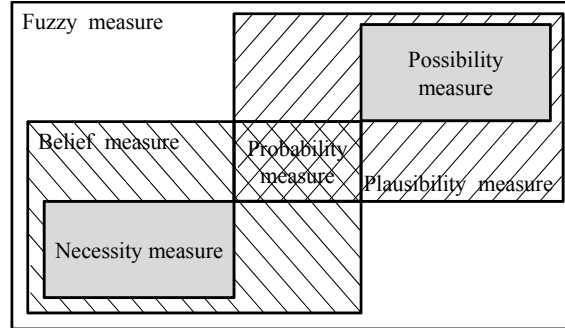 Fuzzy measure
Possibility
measure
Belief measure
Probability
measure
Plausibility measure
Necessity measure